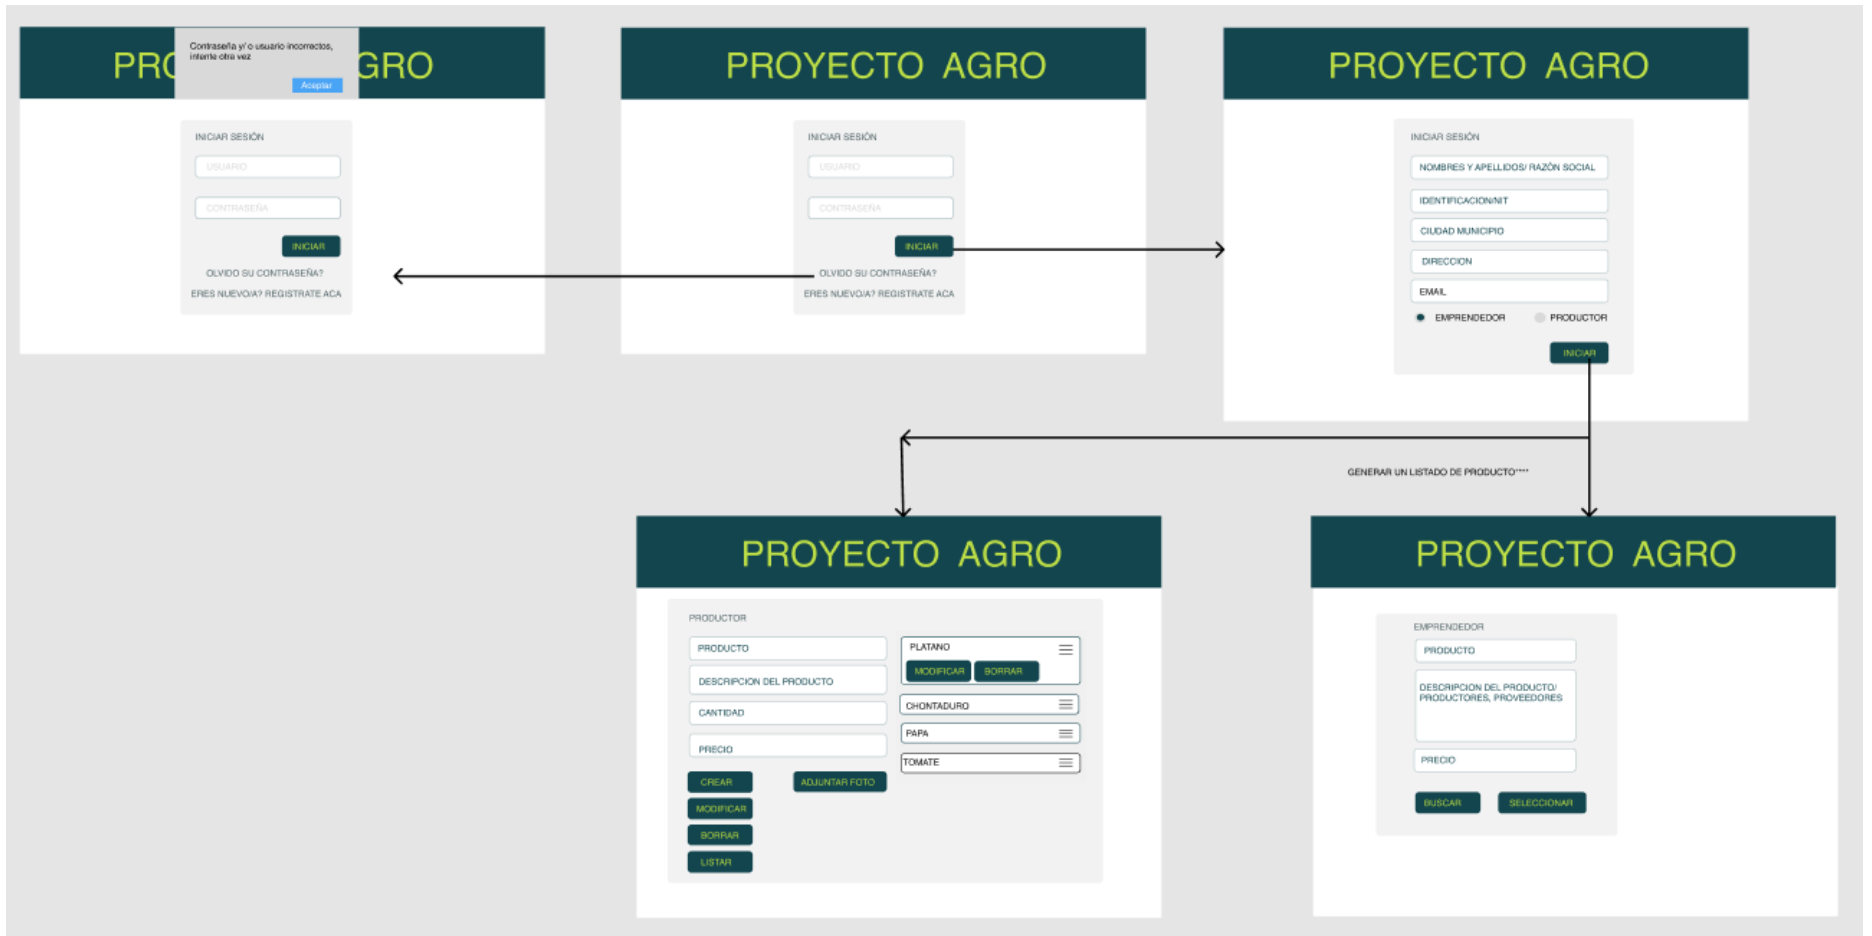 PRO
GRO
Contraseña y/ o usuario incorrectos,
intente otra vez
Aceptar
INICIAR SESIÓN
USUARIO
CONTRASEÑA
INICIAR
OLVIDO SU CONTRASEÑA?
ERES NUEVO/A? REGISTRATE ACA
PROYECTO AGRO
INICIAR SESIÓN
USUARIO
CONTRASEÑA
INICIAR
OLVIDO SU CONTRASEÑA?
ERES NUEVO/A? REGISTRATE ACA
PROYECTO AGRO
INICIAR SESIÓN
NOMBRES Y APELLIDOS/ RAZÓN SOCIAL
IDENTIFICACION/NIT
CIUDAD MUNICIPIO
DIRECCION
EMAIL
EMPRENDEDOR
PRODUCTOR
INICIAR
GENERAR UN LISTADO DE PRODUCTO****
PROYECTO AGRO
PRODUCTOR
PRODUCTO
DESCRIPCION DEL PRODUCTO
CANTIDAD
PRECIO
CREAR
ADJUNTAR FOTO
MODIFICAR
BORRAR
LISTAR
PLATANO
MODIFICAR
BORRAR
CHONTADURO
PAPA
TOMATE
PROYECTO AGRO
EMPRENDEDOR
PRODUCTO
DESCRIPCION DEL PRODUCTO/
PRODUCTORES, PROVEEDORES
PRECIO
BUSCAR
SELECCIONAR